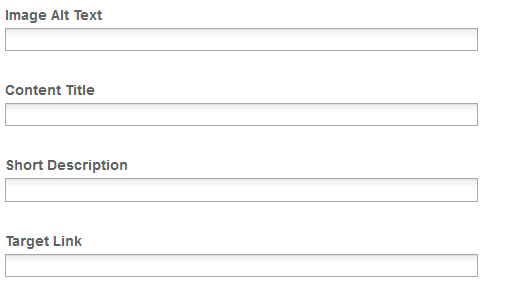 Image Alt Text
Content Title
Short Description
Target Link